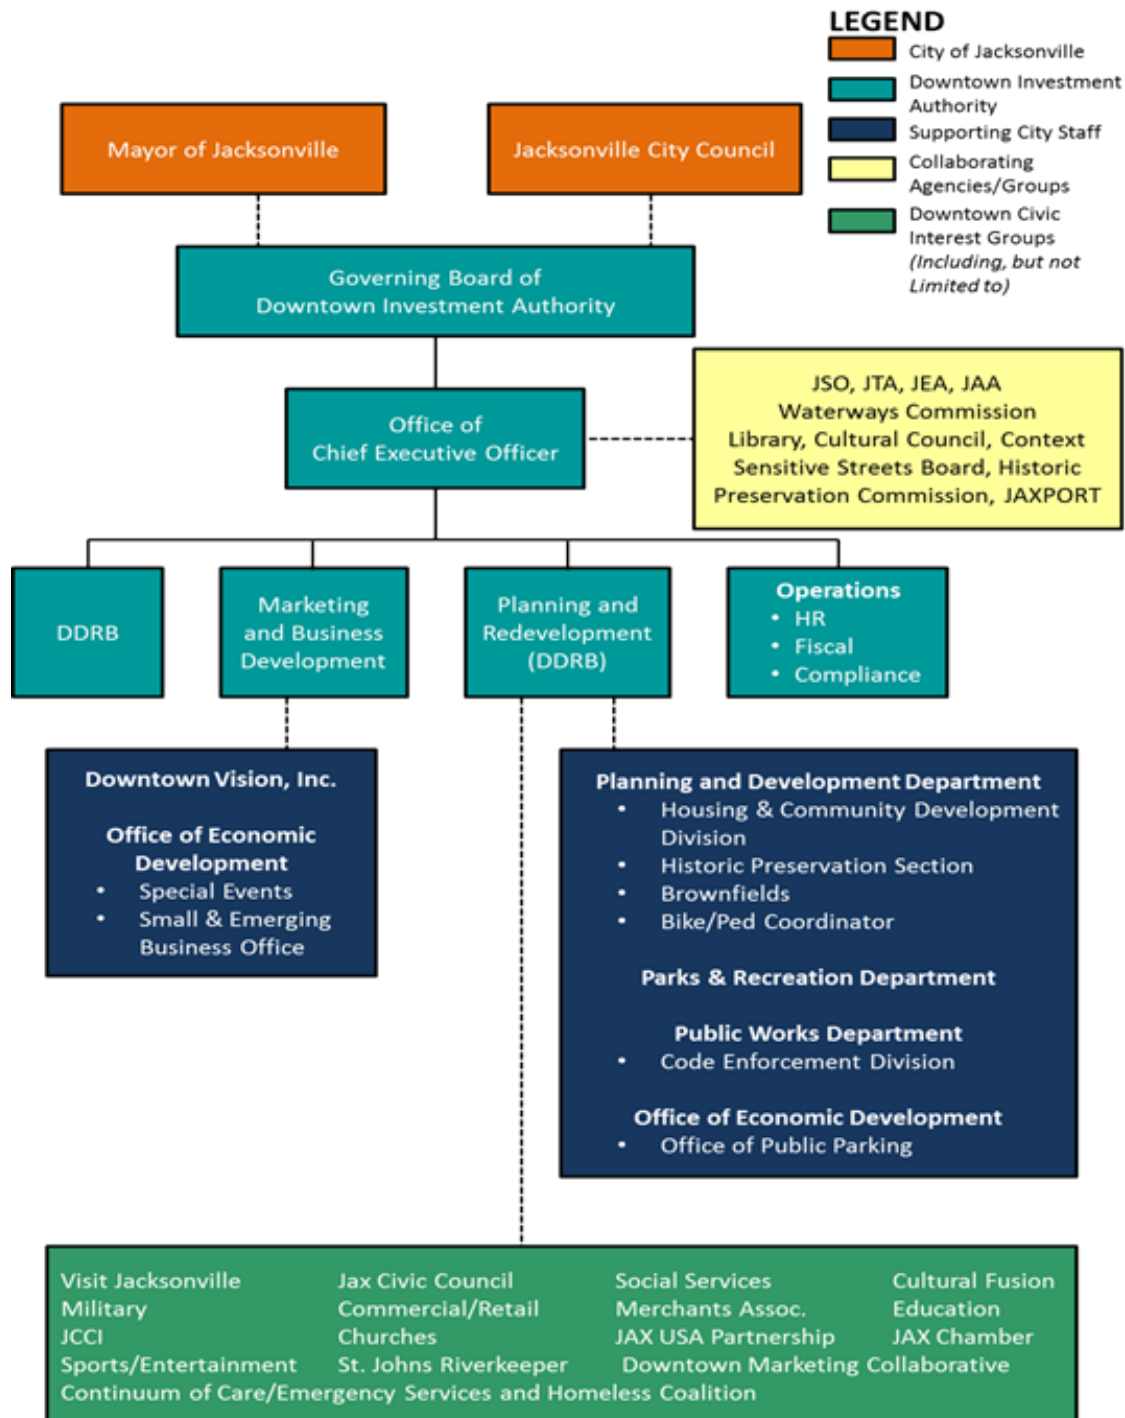 LEGEND
City of Jacksonville
Downtown Investment
Authority
Supporting City Staff
Collaborating
Agencies/Groups
Downtown Civic
Interest Groups
(Including, but not
Limited to)
Mayor of Jacksonville
Jacksonville City Council
Governing Board of
Downtown Investment Authority
Office of
Chief Executive Officer
JSO, JTA, JEA, JAA
Waterways Commission
Library, Cultural Council, Context
Sensitive Streets Board, Historic
Preservation Commission, JAXPORT
DDRB
Marketing
and Business
Development
Planning and
Redevelopment
(DDRB)
Operations
• HR
• Fiscal
• Compliance
Downtown Vision, Inc.
Office of Economic
Development
• Special Events
• Small & Emerging
Business Office
Planning and Development Department
• Housing & Community Development
Division
• Historic Preservation Section
• Brownfields
• Bike/Ped Coordinator
Parks & Recreation Department
Public Works Department
• Code Enforcement Division
Office of Economic Development
• Office of Public Parking
Visit Jacksonville Jax Civic Council Social Services Cultural Fusion
Military Commercial/Retail Merchants Assoc. Education
JCCI Churches JAX USA Partnership JAX Chamber
Sports/Entertainment St. Johns Riverkeeper Downtown Marketing Collaborative
Continuum of Care/Emergency Services and Homeless Coalition